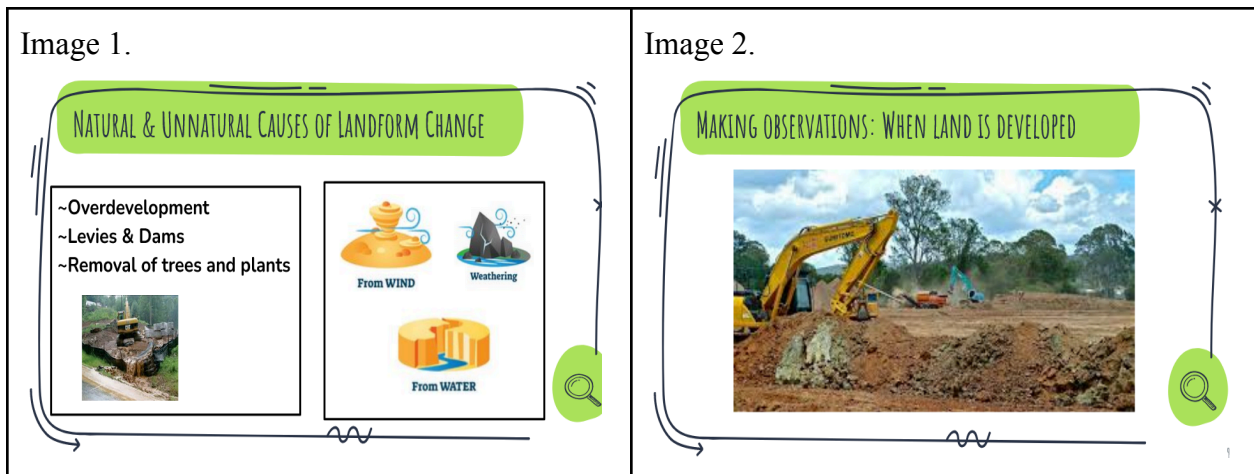 Image 1.
NATURAL & UNNATURAL CAUSES OF LANDFORM CHANGE
~Overdevelopment
~Levies & Dams
~Removal of trees and plants
From WIND
Weathering
From WATER
Image 2.
MAKING OBSERVATIONS: WHEN LAND IS DEVELOPED
SUMITOMO